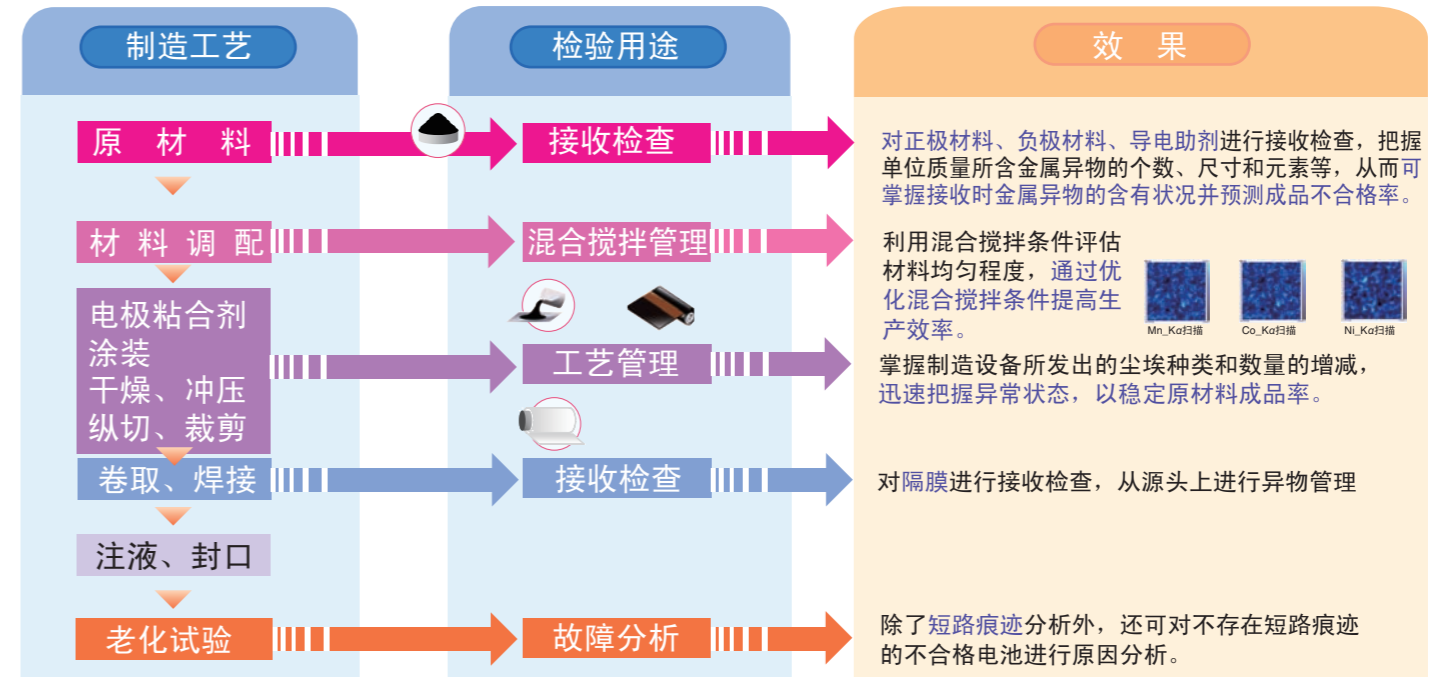 制造工艺
检验用途
效 果
原 材 料
接收检查
对正极材料、负极材料、导电助剂进行接收检查，把握
单位质量所含金属异物的个数、尺寸和元素等，从而可
掌握接收时金属异物的含有状况并预测成品不合格率。
材 料 调 配
混合搅拌管理
利用混合搅拌条件评估
材料均匀程度，通过优
化混合搅拌条件提高生
产效率。
Mn_Kα扫描
Co_Kα扫描
Ni_Kα扫描
电极粘合剂
涂装
干燥、冲压
纵切、裁剪
工艺管理
掌握制造设备所发出的尘埃种类和数量的增减，
迅速把握异常状态，以稳定原材料成品率。
卷取、焊接
接收检查
对隔膜进行接收检查，从源头上进行异物管理
注液、封口
老化试验
故障分析
除了短路痕迹分析外，还可对不存在短路痕迹
的不合格电池进行原因分析。